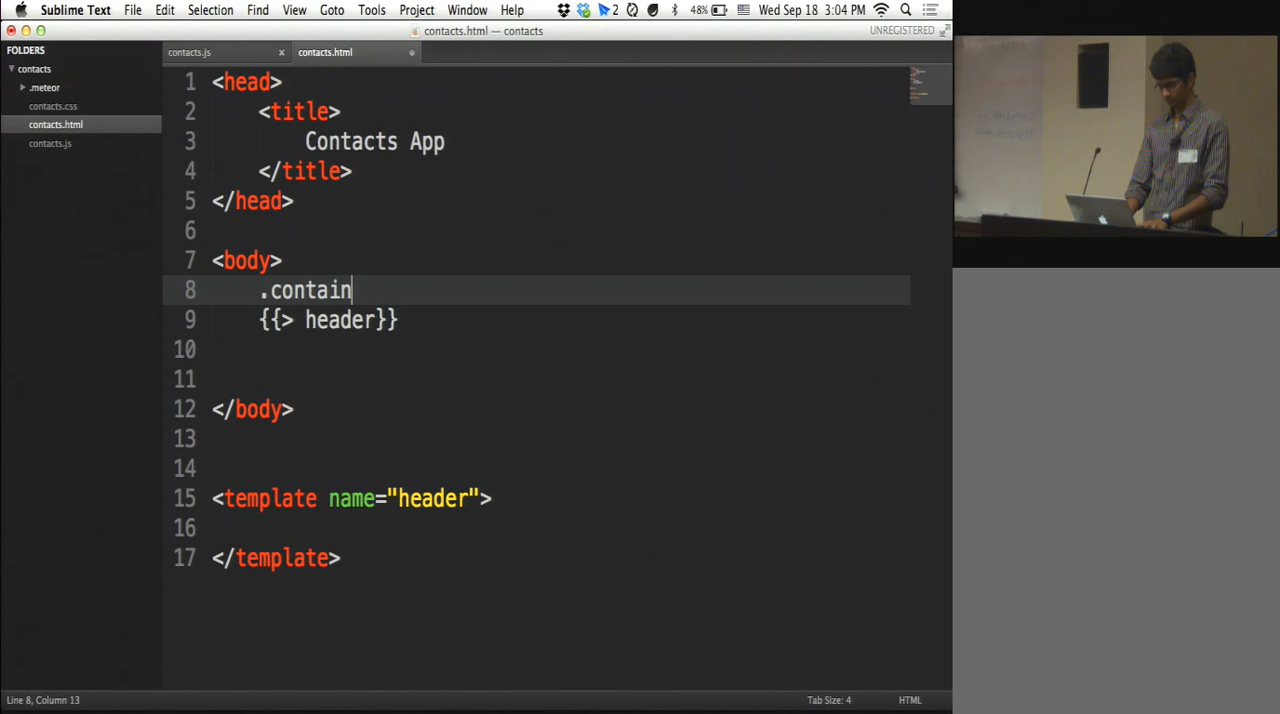 Sublime Text File Edit Selection Find View Goto Tools Project Window Help 2 48% Wed Sep 18 3:04 PM
contacts.html — contacts UNREGISTERED
FOLDERS
contacts
.meteor
contacts.css
contacts.html
contacts.js
contacts.js x contacts.html
1 <head>
2 <title>
3 Contacts App
4 </title>
5 </head>
6
7 <body>
8 .contain
9 {{> header}}
10
11
12 </body>
13
14
15 <template name="header">
16
17 </template>
Line 8, Column 13 Tab Size: 4 HTML